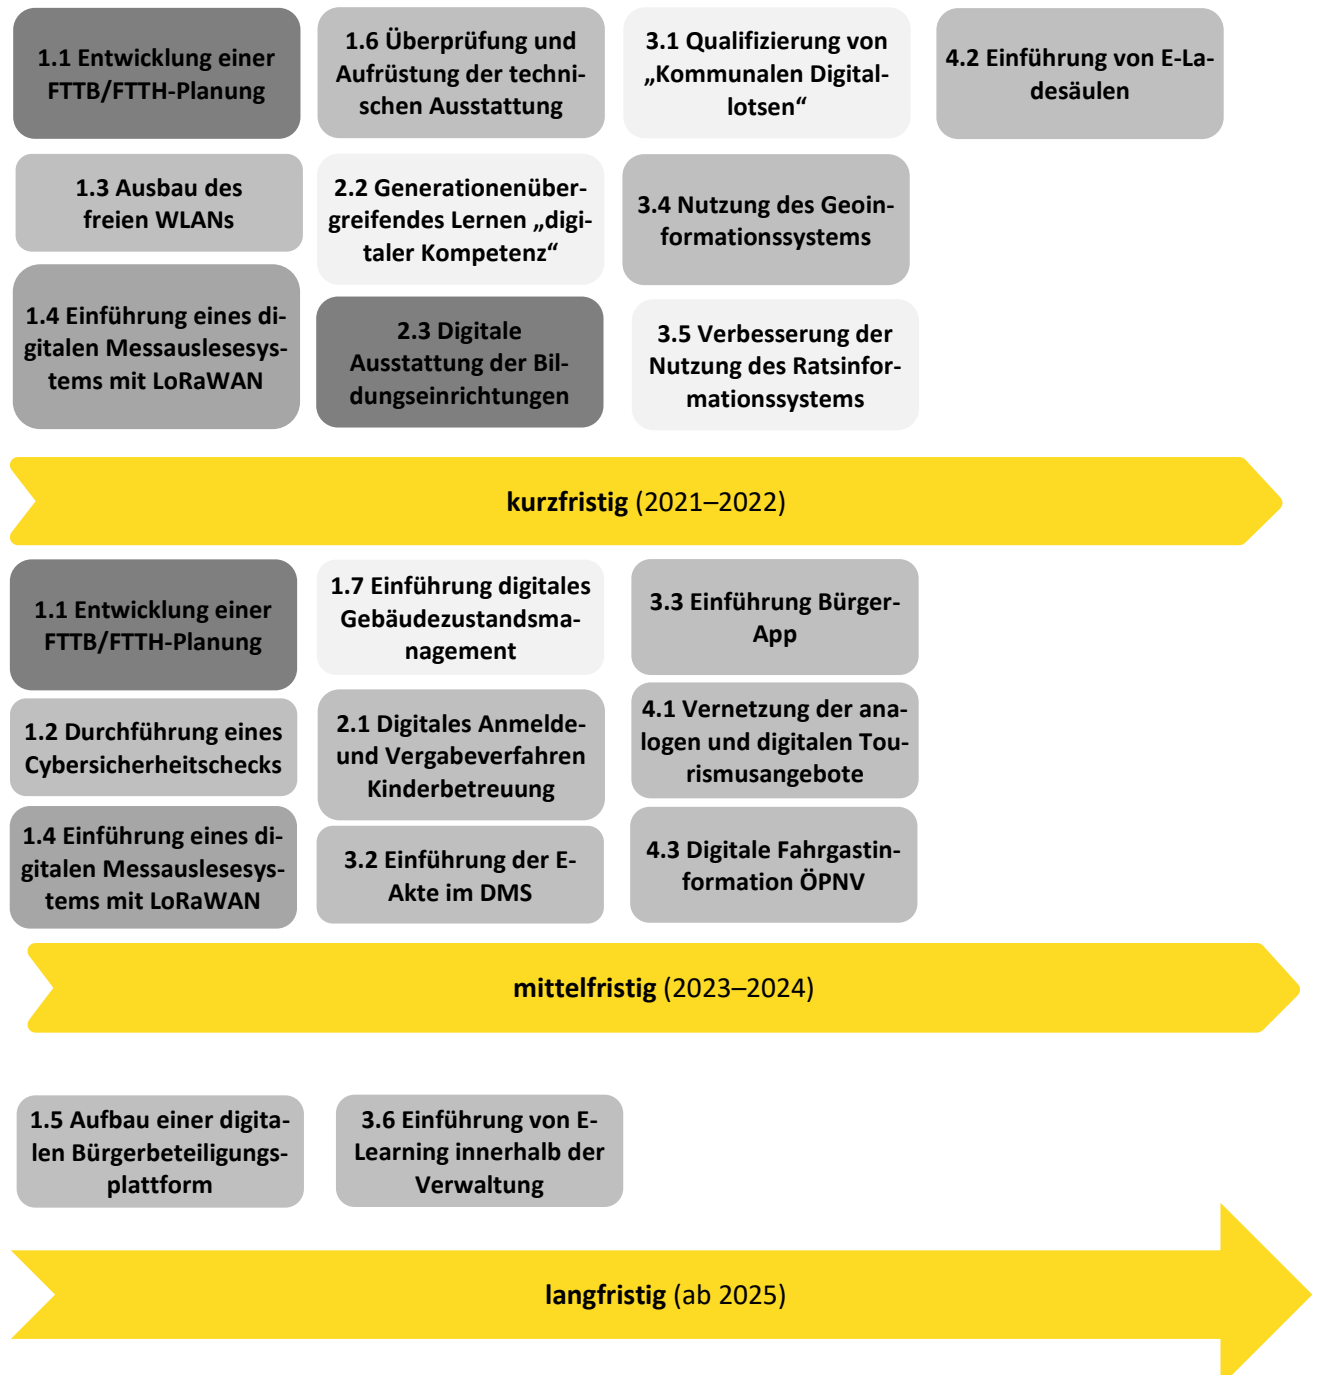 1.1 Entwicklung einer
FTTB/FTTH-Planung
1.3 Ausbau des
freien WLANs
1.4 Einführung eines di-
gitalen Messauslesesys-
tems mit LoRaWAN
1.6 Überprüfung und
Aufrüstung der techni-
schen Ausstattung
2.2 Generationenüber-
greifendes Lernen „digi-
taler Kompetenz“
2.3 Digitale
Ausstattung der Bil-
dungseinrichtungen
3.1 Qualifizierung von
„Kommunalen Digital-
lotsen“
3.4 Nutzung des Geoin-
formationssystems
3.5 Verbesserung der
Nutzung des Ratsinfor-
mationssystems
4.2 Einführung von E-La-
desäulen
kurzfristig (2021–2022)
1.1 Entwicklung einer
FTTB/FTTH-Planung
1.2 Durchführung eines
Cybersicherheitschecks
1.4 Einführung eines di-
gitalen Messauslesesys-
tems mit LoRaWAN
1.7 Einführung digitales
Gebäudezustandsma-
nagement
2.1 Digitales Anmelde-
und Vergabeverfahren
Kinderbetreuung
3.2 Einführung der E-
Akte im DMS
3.3 Einführung Bürger-
App
4.1 Vernetzung der ana-
logen und digitalen Tou-
rismusangebote
4.3 Digitale Fahrgastin-
formation ÖPNV
mittelfristig (2023–2024)
1.5 Aufbau einer digita-
len Bürgerbeteiligungs-
plattform
3.6 Einführung von E-
Learning innerhalb der
Verwaltung
langfristig (ab 2025)